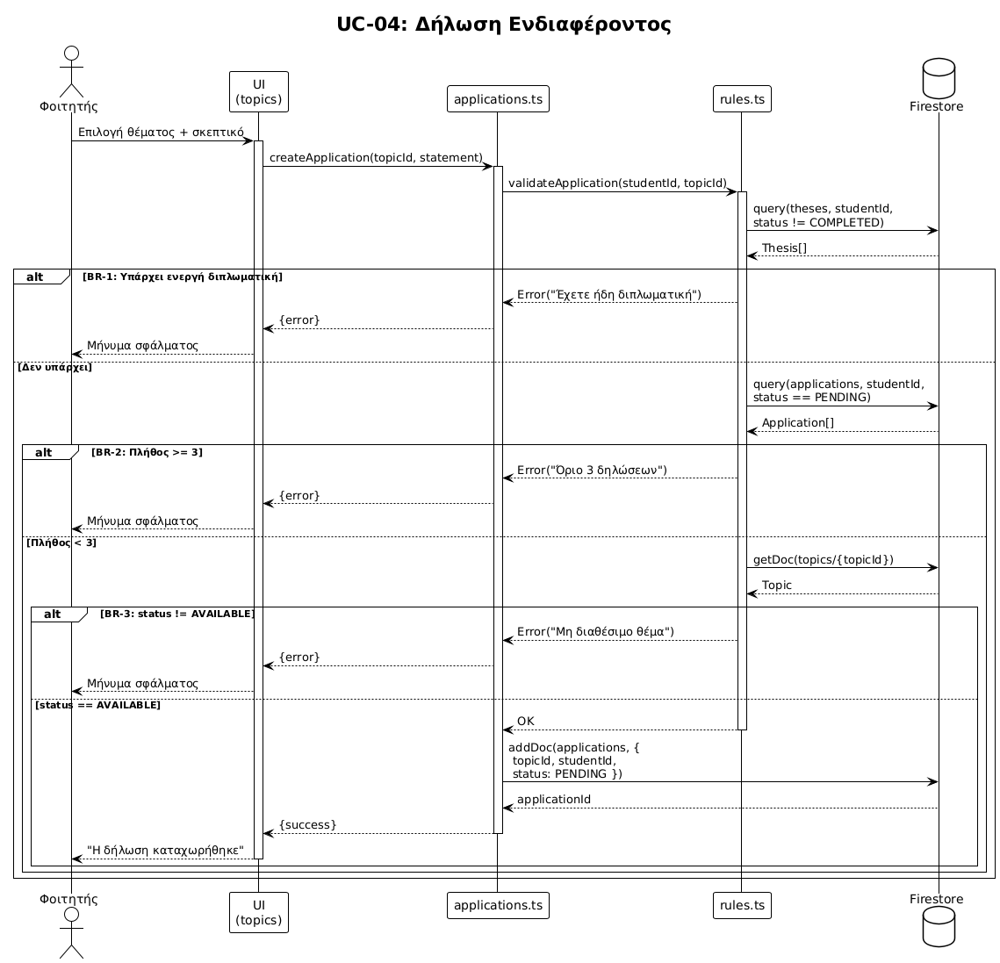 UC-04: Δήλωση Ενδιαφέροντος
Φοιτητής
UI
(topics)
applications.ts
rules.ts
Firestore
Επιλογή θέματος + σκεπτικό
createApplication(topicId, statement)
validateApplication(studentId, topicId)
query(theses, studentId,
status != COMPLETED)
Thesis[]
alt
[BR-1: Υπάρχει ενεργή διπλωματική]
Error("Έχετε ήδη διπλωματική")
{error}
Μήνυμα σφάλματος
[Δεν υπάρχει]
query(applications, studentId,
status == PENDING)
Application[]
alt
[BR-2: Πλήθος >= 3]
Error("Όριο 3 δηλώσεων")
{error}
Μήνυμα σφάλματος
[Πλήθος < 3]
getDoc(topics/{topicId})
Topic
alt
[BR-3: status != AVAILABLE]
Error("Μη διαθέσιμο θέμα")
{error}
Μήνυμα σφάλματος
[status == AVAILABLE]
OK
addDoc(applications, {
topicId, studentId,
status: PENDING })
applicationId
{success}
"Η δήλωση καταχωρήθηκε"
Φοιτητής
UI
(topics)
applications.ts
rules.ts
Firestore